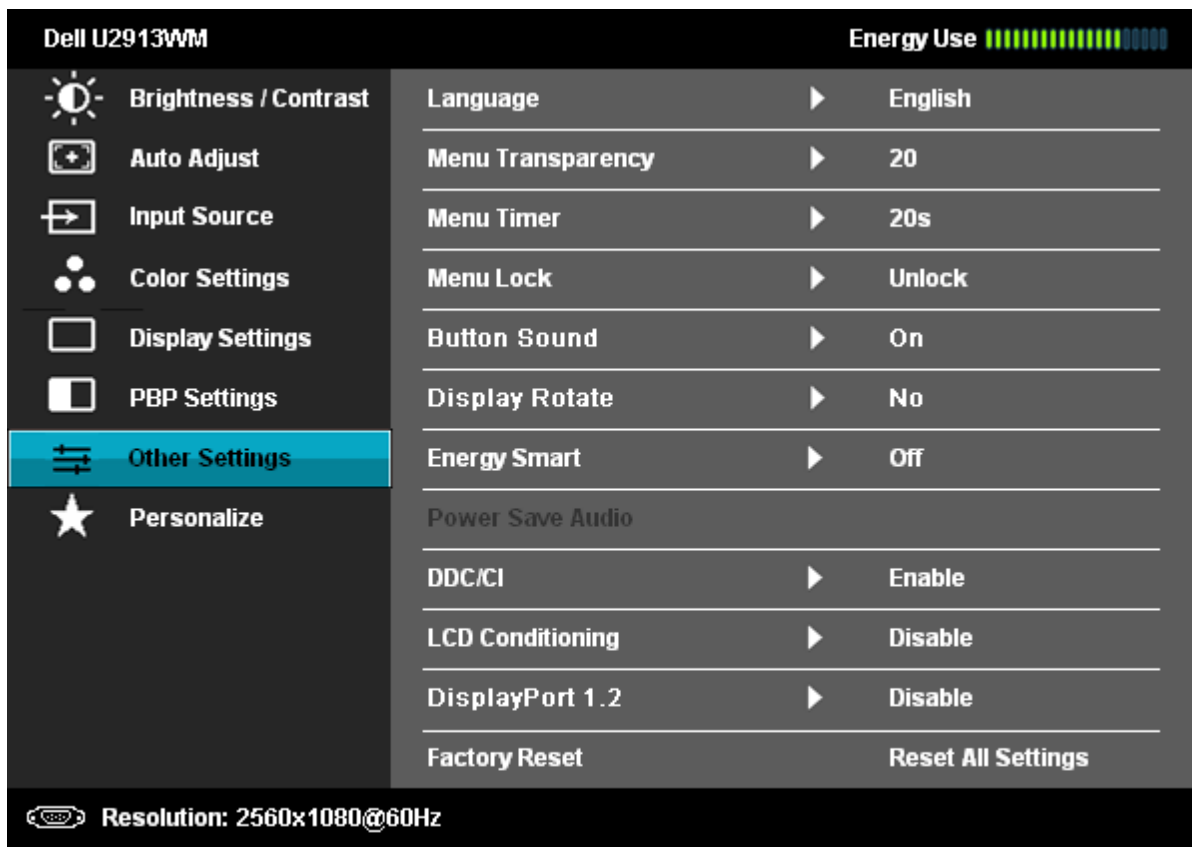 Dell U2913WM Energy Use
Brightness / Contrast Language English
Auto Adjust Menu Transparency 20
Input Source Menu Timer 20s
Color Settings Menu Lock Unlock
Display Settings Button Sound On
PBP Settings Display Rotate No
Other Settings Energy Smart Off
Personalize Power Save Audio
DDC/CI Enable
LCD Conditioning Disable
DisplayPort 1.2 Disable
Factory Reset Reset All Settings
Resolution: 2560x1080@60Hz